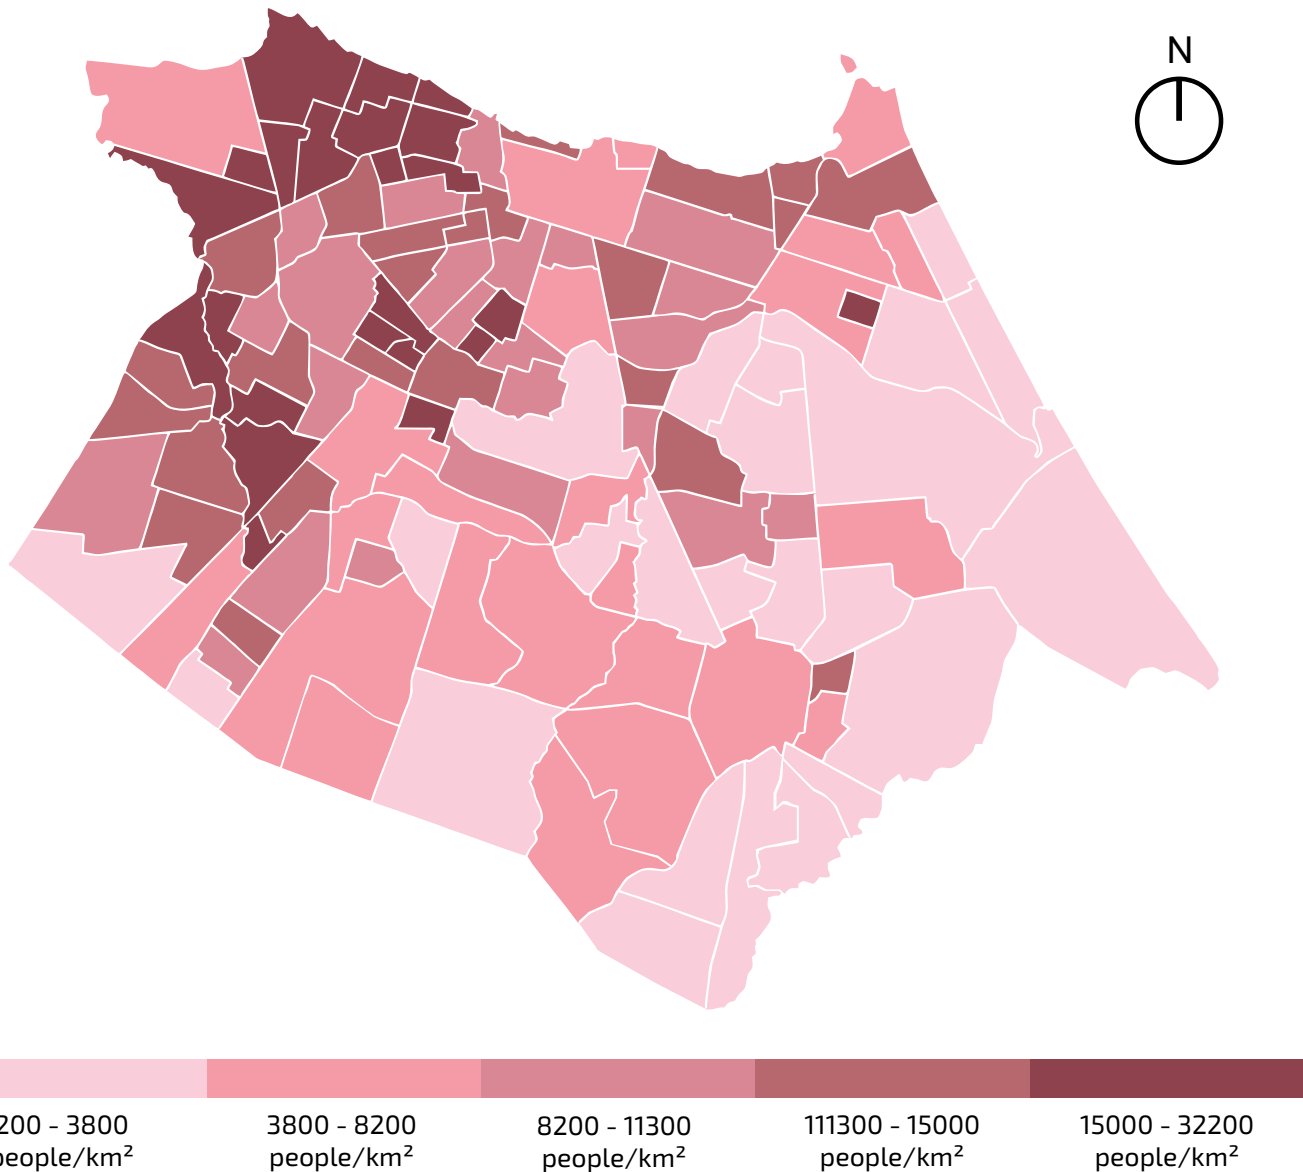 N
200 - 3800
people/km²
3800 - 8200
people/km²
8200 - 11300
people/km²
111300 - 15000
people/km²
15000 - 32200
people/km²